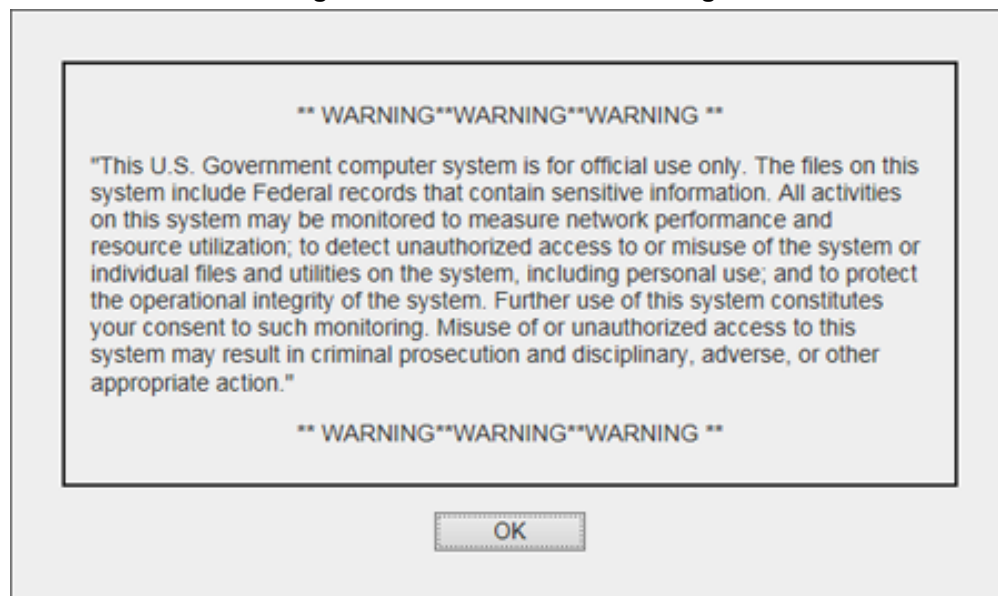 ** WARNING**WARNING**WARNING **
"This U.S. Government computer system is for official use only. The files on this
system include Federal records that contain sensitive information. All activities
on this system may be monitored to measure network performance and
resource utilization; to detect unauthorized access to or misuse of the system or
individual files and utilities on the system, including personal use; and to protect
the operational integrity of the system. Further use of this system constitutes
your consent to such monitoring. Misuse of or unauthorized access to this
system may result in criminal prosecution and disciplinary, adverse, or other
appropriate action."
** WARNING**WARNING**WARNING **
OK